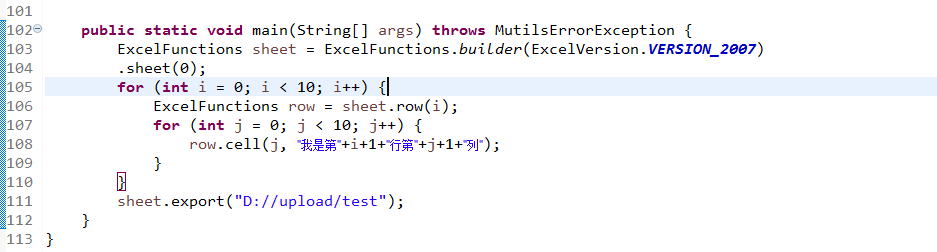 101
102 public static void main(String[] args) throws MutilsErrorException {
103 ExcelFunctions sheet = ExcelFunctions.builder(ExcelVersion.VERSION_2007)
104 .sheet(0);
105 for (int i = 0; i < 10; i++) {
106 ExcelFunctions row = sheet.row(i);
107 for (int j = 0; j < 10; j++) {
108 row.cell(j, "我是第"+i+1+"行第"+j+1+"列");
109 }
110 }
111 sheet.export("D://upload/test");
112 }
113 }